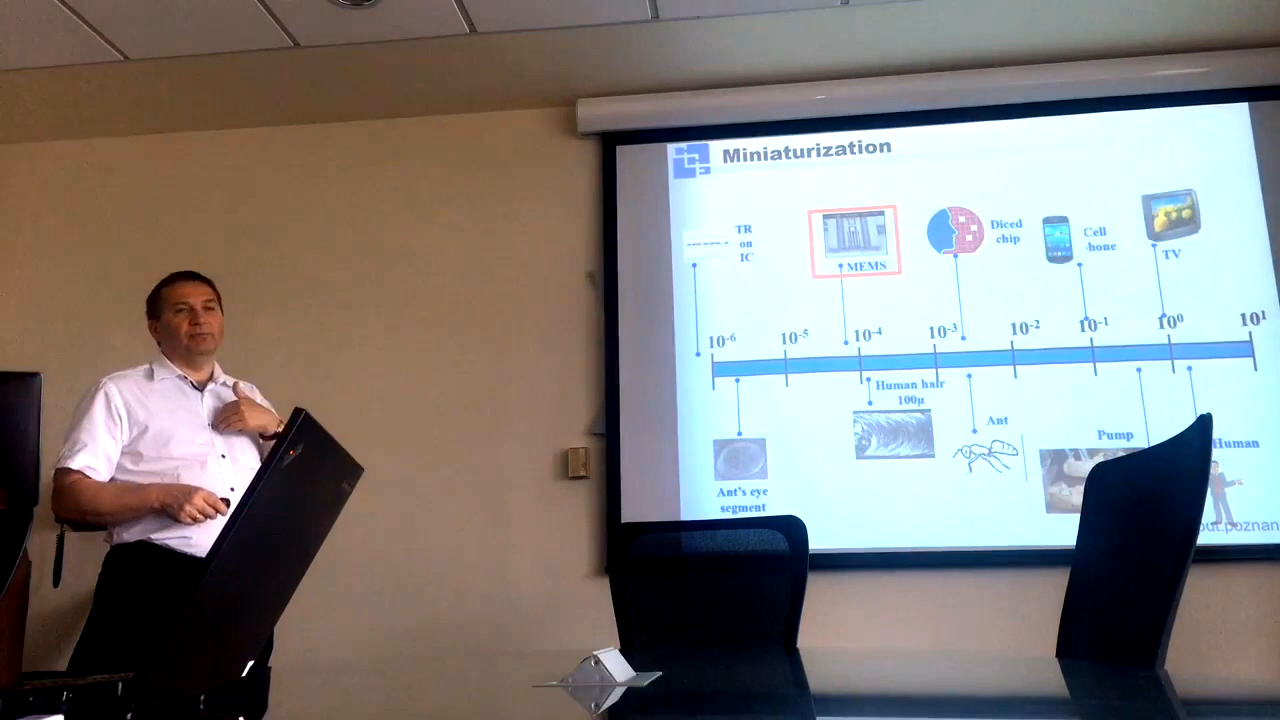 Miniaturization
TR
on
IC
MEMS
Diced
chip
Cell
hone
TV
10-6
10-5
10-4
10-3
10-2
10-1
100
101
Human hair
100µ
Ant's eye
segment
Ant
Pump
Human
out.poznan